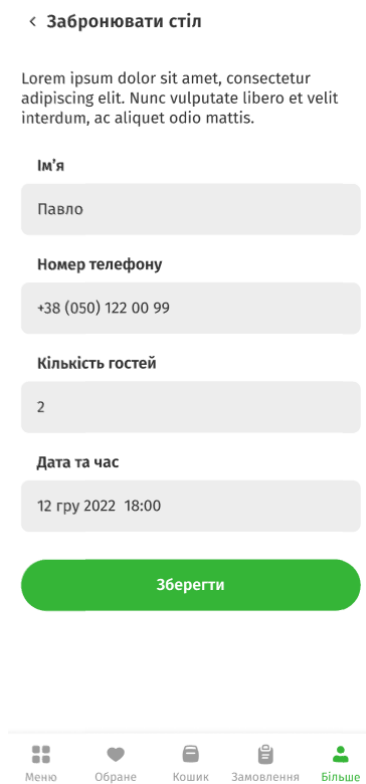 Забронювати стіл
Lorem ipsum dolor sit amet, consectetur
adipiscing elit. Nunc vulputate libero et velit
interdum, ac aliquet odio mattis.
Ім'я
Павло
Номер телефону
+38 (050) 122 00 99
Кількість гостей
2
Дата та час
12 гру 2022 18:00
Зберегти
Меню Обране Кошик Замовлення Більше